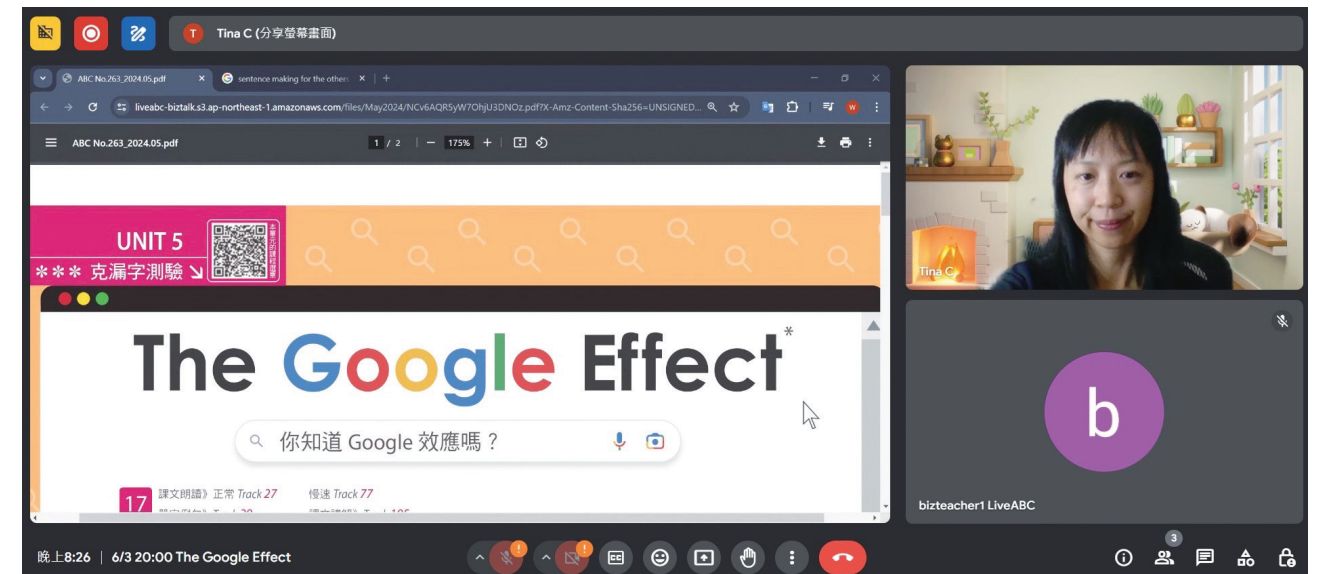 T Tina C (分享螢幕畫面)
ABC No.263_2024.05.pdf
sentence making for the other
liveabc-biztalk.s3.ap-northeast-1.amazonaws.com/files/May2024/NCv6AQR5yW7OhjU3DNOz.pdf?X-Amz-Content-Sha256=UNSIGNED...
W
ABC No.263_2024.05.pdf
1 / 2
175%
UNIT 5
*** 克漏字測驗
The Google Effect*
你知道 Google 效應嗎？
17
課文朗讀》正常 Track 27 慢速 Track 77
Tina C
b
bizteacher1 LiveABC
晚上8:26 | 6/3 20:00 The Google Effect
3